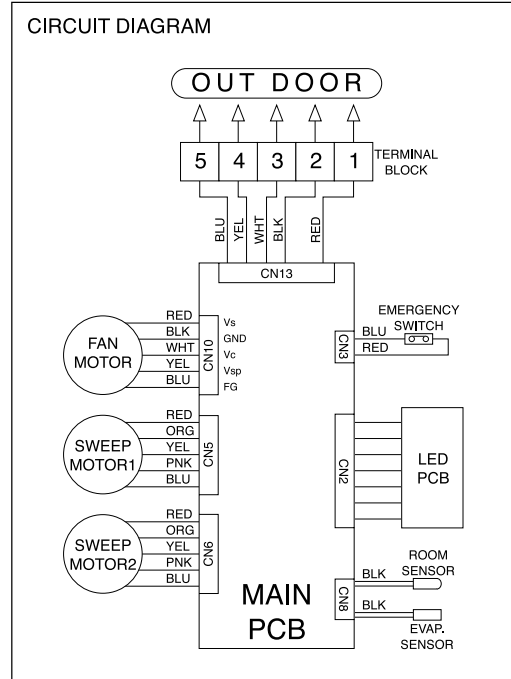 CIRCUIT DIAGRAM
OUT DOOR
5 4 3 2 1
TERMINAL
BLOCK
BLU
YEL
WHT
BLK
RED
CN13
FAN
MOTOR
RED
BLK
WHT
YEL
BLU
CN10
Vs
GND
Vc
Vsp
FG
EMERGENCY
SWITCH
BLU
RED
CN3
SWEEP
MOTOR1
RED
ORG
YEL
PNK
BLU
CN5
CN2
LED
PCB
SWEEP
MOTOR2
RED
ORG
YEL
PNK
BLU
CN6
MAIN
PCB
CN8
BLK
BLK
ROOM
SENSOR
EVAP.
SENSOR